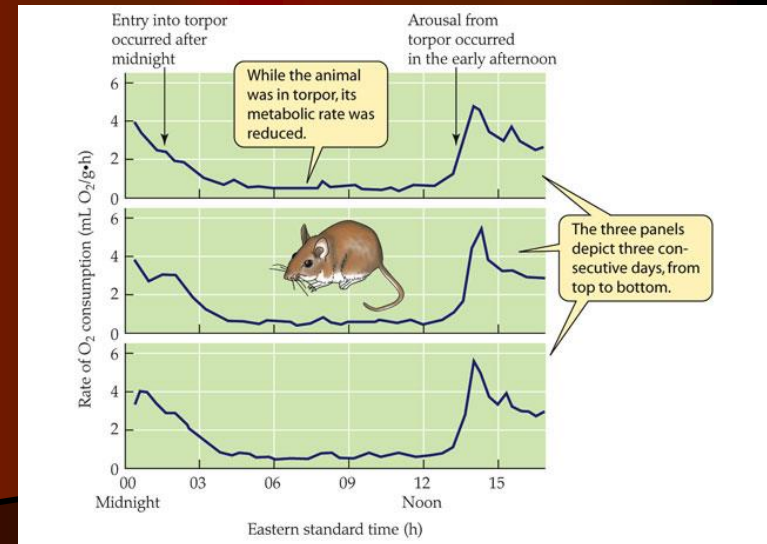 Entry into torpor
occurred after
midnight
Arousal from
torpor occurred
in the early afternoon
While the animal
was in torpor, its
metabolic rate was
reduced.
The three panels
depict three con-
secutive days, from
top to bottom.
Rate of O₂ consumption (mL O₂/g•h)
6
4
2
0
6
4
2
0
6
4
2
0
00 03 06 09 12 15
Midnight Noon
Eastern standard time (h)